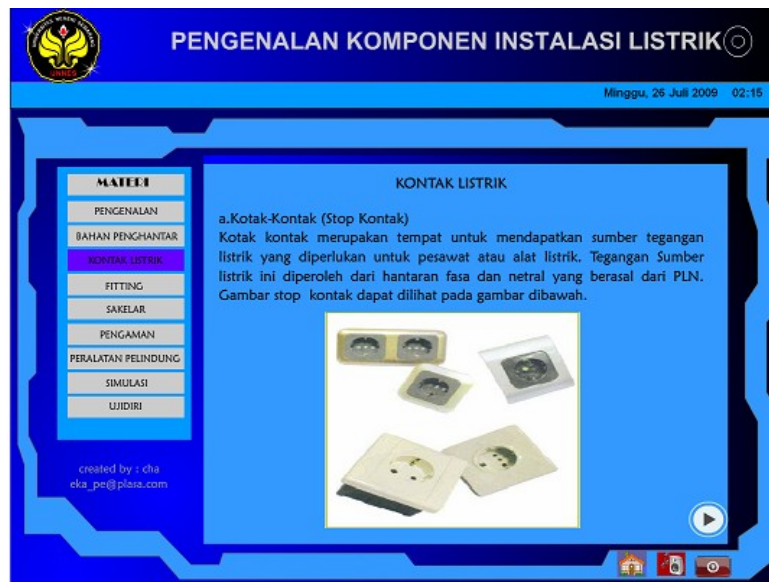 PENGENALAN KOMPONEN INSTALASI LISTRIK
UNNES
Minggu, 26 Juli 2009 02:15
MATERI
PENGENALAN
BAHAN PENGHANTAR
KONTAK LISTRIK
FITTING
SAKELAR
PENGAMAN
PERALATAN PELINDUNG
SIMULASI
UJIDIRI
created by : cha
eka_pe@plasa.com
KONTAK LISTRIK
a.Kotak-Kontak (Stop Kontak)
Kotak kontak merupakan tempat untuk mendapatkan sumber tegangan
listrik yang diperlukan untuk pesawat atau alat listrik. Tegangan Sumber
listrik ini diperoleh dari hantaran fasa dan netral yang berasal dari PLN.
Gambar stop kontak dapat dilihat pada gambar dibawah.